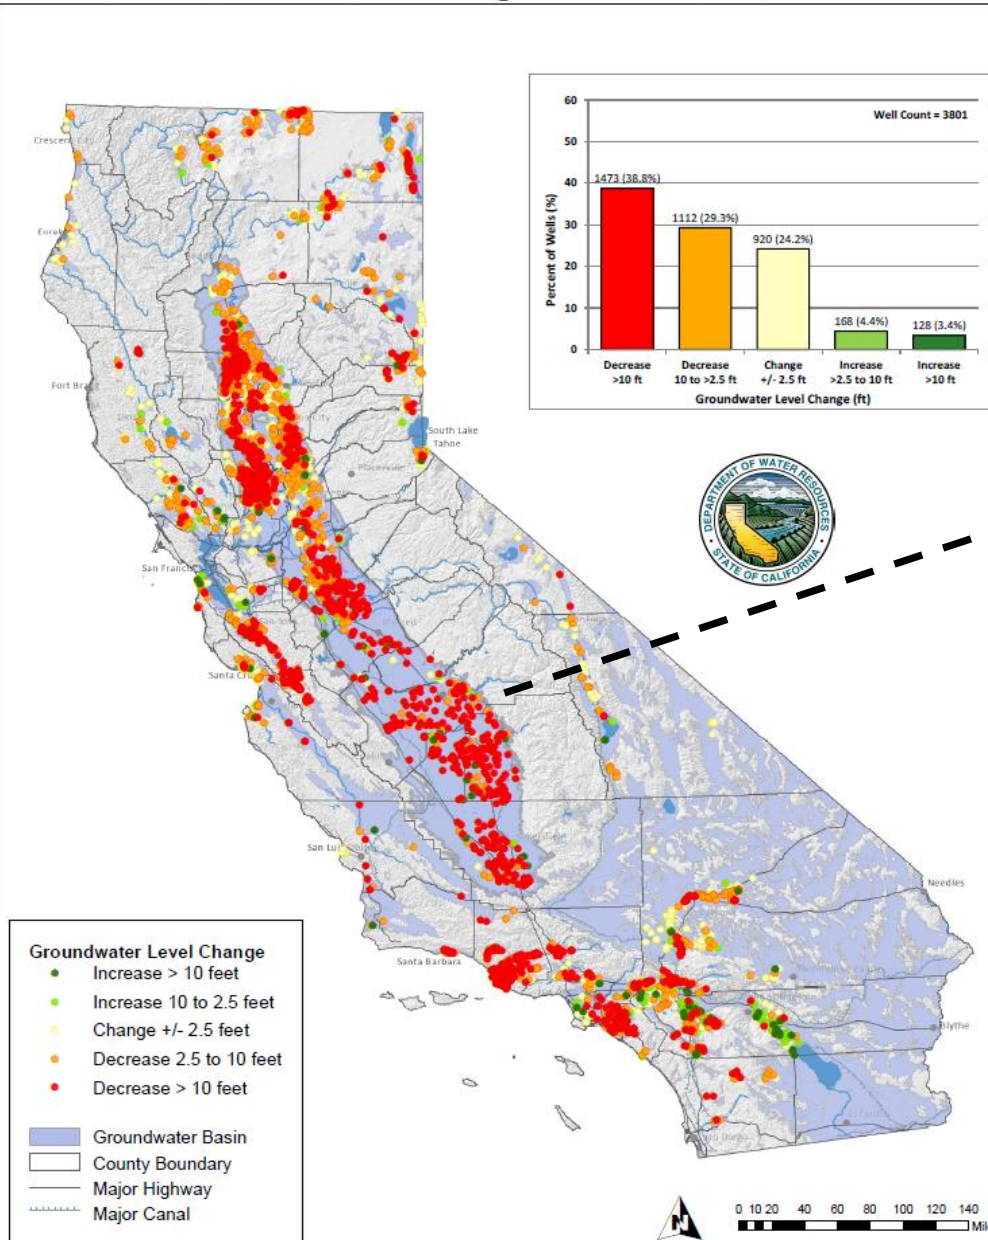 Well Count = 3801
60
50
40
30
20
10
0
Percent of Wells (%)
1473 (38.8%)
1112 (29.3%)
920 (24.2%)
168 (4.4%)
128 (3.4%)
Decrease >10 ft
Decrease 10 to >2.5 ft
Change +/- 2.5 ft
Increase >2.5 to 10 ft
Increase >10 ft
Groundwater Level Change (ft)
Crescent City
Fort Bragg
South Lake
Tahoe
Placerville
DEPARTMENT OF WATER RESOURCES
STATE OF CALIFORNIA
Santa Barbara
Needles
Blythe
Groundwater Level Change
Increase > 10 feet
Increase 10 to 2.5 feet
Change +/- 2.5 feet
Decrease 2.5 to 10 feet
Decrease > 10 feet
Groundwater Basin
County Boundary
Major Highway
Major Canal
N
0 10 20 40 60 80 100 120 140